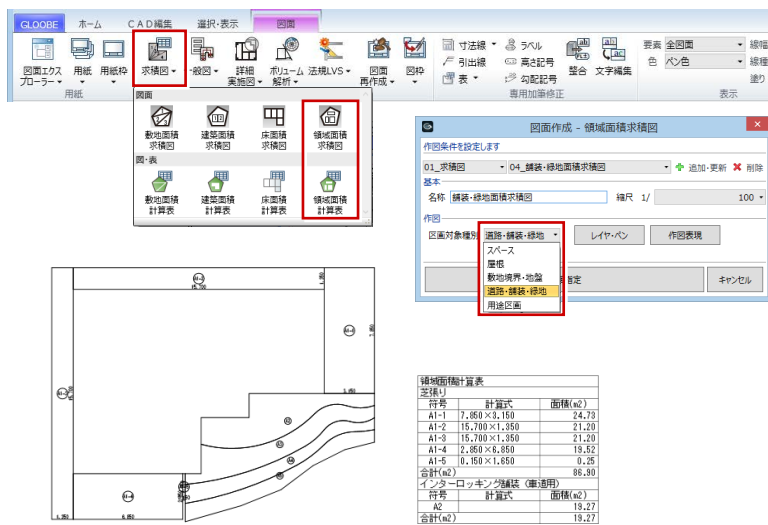 GLOOBE ホーム CAD編集 選択・表示 図面
図面エクスプローラー 用紙 用紙枠 求積図 一般図 詳細実施図 ボリューム解析 法規LVS 図面再作成 図枠
寸法線 ラベル
引出線 高さ記号
表 勾配記号
整合 文字編集
要素 全図面 線幅
色 ペン色 線種
塗り
用紙 専用加筆修正 表示
図面
敷地面積求積図 建築面積求積図 床面積求積図 領域面積求積図
図・表
敷地面積計算表 建築面積計算表 床面積計算表 領域面積計算表
図面作成 - 領域面積求積図
作図条件を設定します
01_求積図 04_舗装・緑地面積求積図 追加・更新 削除
基本
名称 舗装・緑地面積求積図 縮尺 1/ 100
作図
区画対象種別 道路・舗装・緑地 レイヤ・ペン 作図表現
スペース
屋根
敷地境界・地盤
道路・舗装・緑地
用途区画
指定 キャンセル
A1-2
15.700
A1-4
領域面積計算表
芝張り
符号 計算式 面積(m2)
A1-1 7.850×3.150 24.73
A1-2 15.700×1.350 21.20
A1-3 15.700×1.350 21.20
A1-4 2.850×6.850 19.52
A1-5 0.150×1.650 0.25
合計(m2) 86.90
インターロッキング舗装（車道用）
符号 計算式 面積(m2)
A2 19.27
合計(m2) 19.27